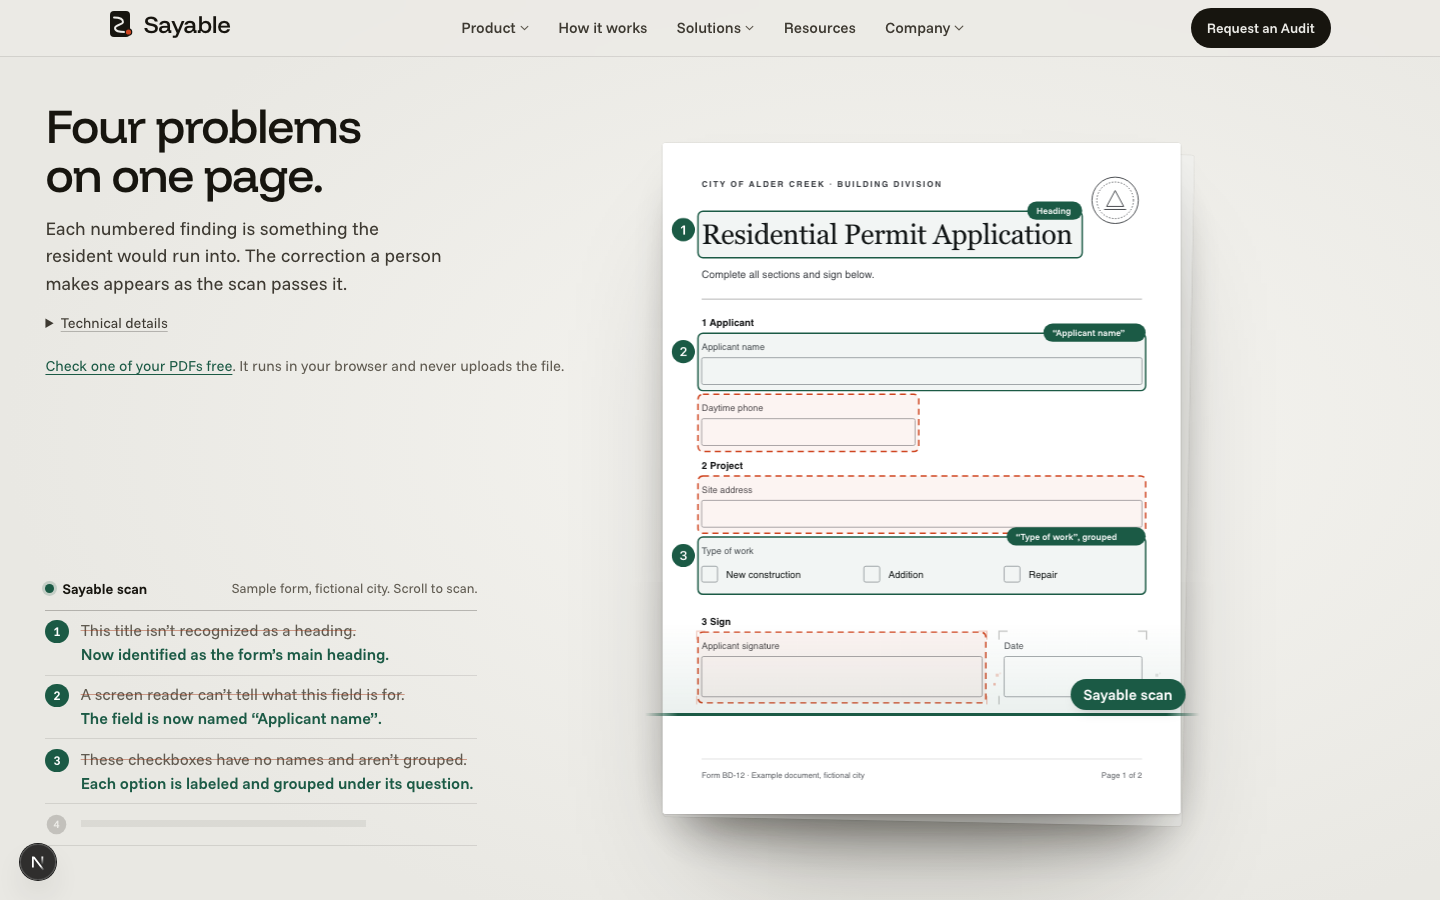 Sayable
Product
How it works
Solutions
Resources
Company
Request an Audit
Four problems
on one page.
Each numbered finding is something the
resident would run into. The correction a person
makes appears as the scan passes it.
Technical details
Check one of your PDFs free. It runs in your browser and never uploads the file.
Sayable scan
Sample form, fictional city. Scroll to scan.
1 This title isn’t recognized as a heading.
Now identified as the form’s main heading.
2 A screen reader can’t tell what this field is for.
The field is now named “Applicant name”.
3 These checkboxes have no names and aren’t grouped.
Each option is labeled and grouped under its question.
4
N
CITY OF ALDER CREEK · BUILDING DIVISION
Heading
1 Residential Permit Application
Complete all sections and sign below.
1 Applicant
“Applicant name”
2 Applicant name
Daytime phone
2 Project
Site address
“Type of work”, grouped
3 Type of work
New construction
Addition
Repair
3 Sign
Applicant signature
Date
Sayable scan
Form BD-12 · Example document, fictional city
Page 1 of 2